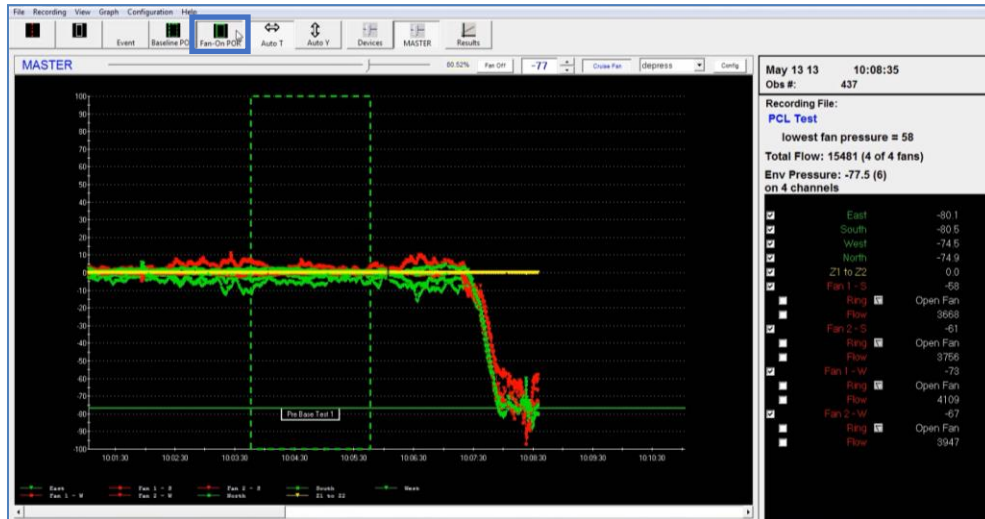 File Recording View Graph Configuration Help
Event Baseline PO Fan-On POR Auto T Auto Y Devices MASTER Results
MASTER 80.52% Fan Off -77 Cruise Fan depress Config
May 13 13 10:08:35
Obs #: 437
Recording File:
PCL Test
lowest fan pressure = 58
Total Flow: 15481 (4 of 4 fans)
Env Pressure: -77.5 (6)
on 4 channels
East -80.1
South -80.5
West -74.5
North -74.9
Z1 to Z2 0.0
Fan 1 - S -58
Ring Open Fan
Flow 3668
Fan 2 - S -61
Ring Open Fan
Flow 3756
Fan 1 - W -73
Ring Open Fan
Flow 4109
Fan 2 - W -67
Ring Open Fan
Flow 3947
100
90
80
70
60
50
40
30
20
10
0
-10
-20
-30
-40
-50
-60
-70
-80
-90
-100
Pre Base Test 1
10:01:30 10:02:30 10:03:30 10:04:30 10:05:30 10:06:30 10:07:30 10:08:30 10:09:30 10:10:30
East Fan 1 - S Fan 2 - S South West
Fan 1 - W Fan 2 - W North Z1 to Z2